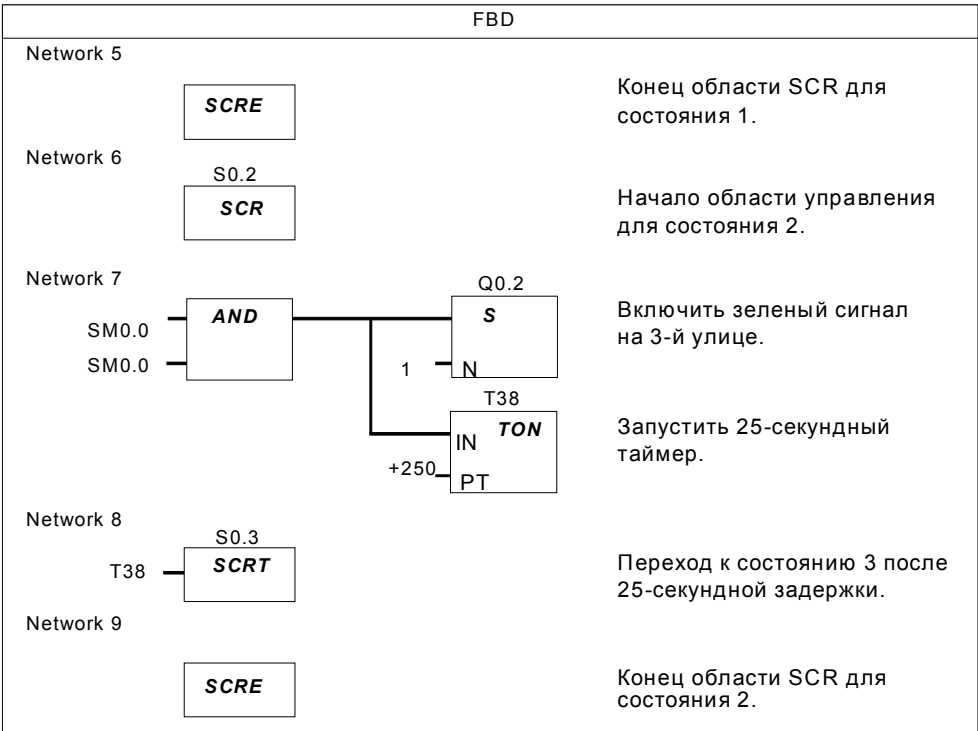 FBD
Network 5
SCRE
Конец области SCR для
состояния 1.
Network 6
S0.2
SCR
Начало области управления
для состояния 2.
Network 7
SM0.0
SM0.0
AND
Q0.2
S
1
N
Включить зеленый сигнал
на 3-й улице.
T38
IN TON
+250
PT
Запустить 25-секундный
таймер.
Network 8
S0.3
T38
SCRT
Переход к состоянию 3 после
25-секундной задержки.
Network 9
SCRE
Конец области SCR для
состояния 2.